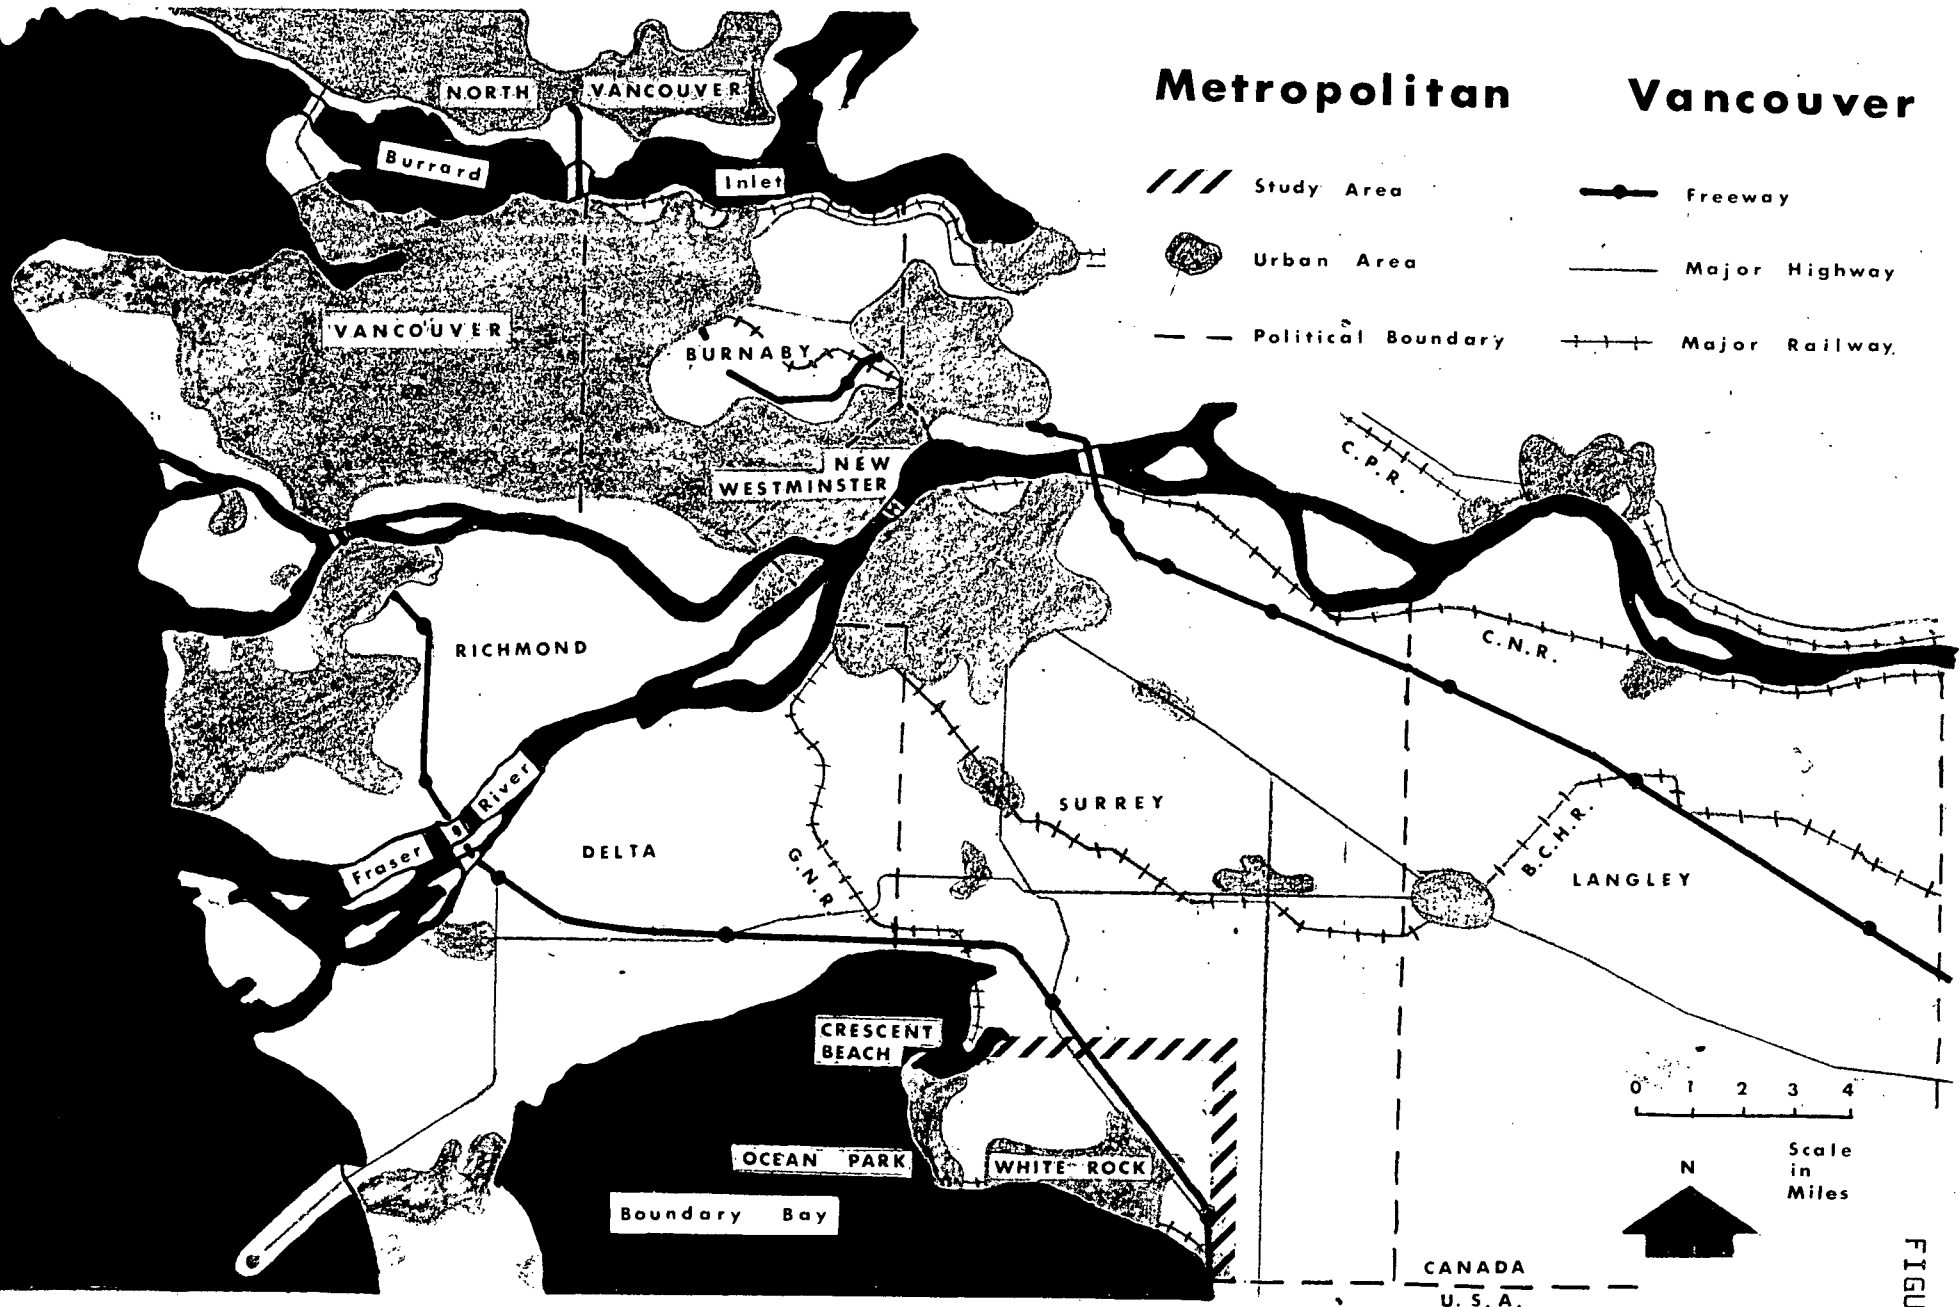 Metropolitan Vancouver
Study Area
Freeway
Urban Area
Major Highway
Political Boundary
Major Railway
NORTH VANCOUVER
Burrard
Inlet
VANCOUVER
BURNABY
NEW
WESTMINSTER
C.P.R.
C.N.R.
RICHMOND
River
Fraser
SURREY
DELTA
G.N.R.
B.C.H.R.
LANGLEY
CRESCENT
BEACH
OCEAN PARK
WHITE ROCK
Boundary Bay
0 1 2 3 4
Scale
in
Miles
N
CANADA
U.S.A.
FIGU